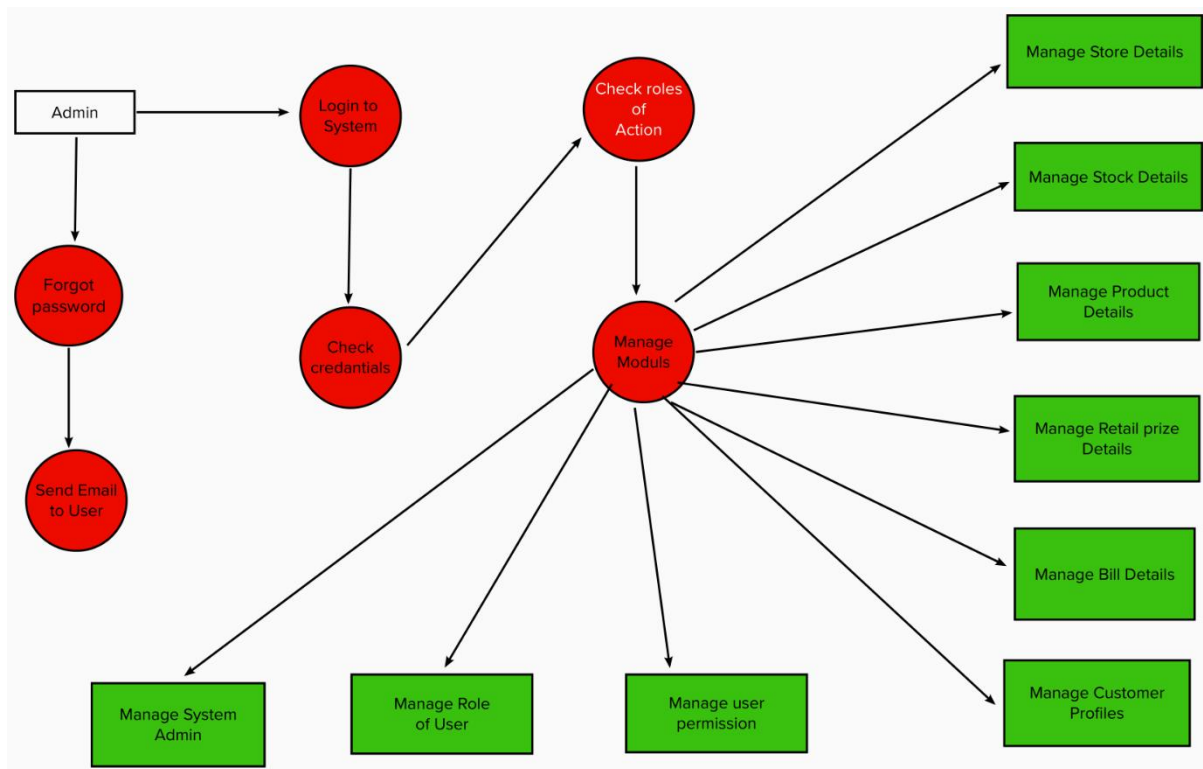 Admin
Login to
System
Check roles
of
Action
Manage Store Details
Manage Stock Details
Forgot
password
Check
credantials
Manage
Moduls
Manage Product
Details
Manage Retail prize
Details
Send Email
to User
Manage Bill Details
Manage System
Admin
Manage Role
of User
Manage user
permission
Manage Customer
Profiles